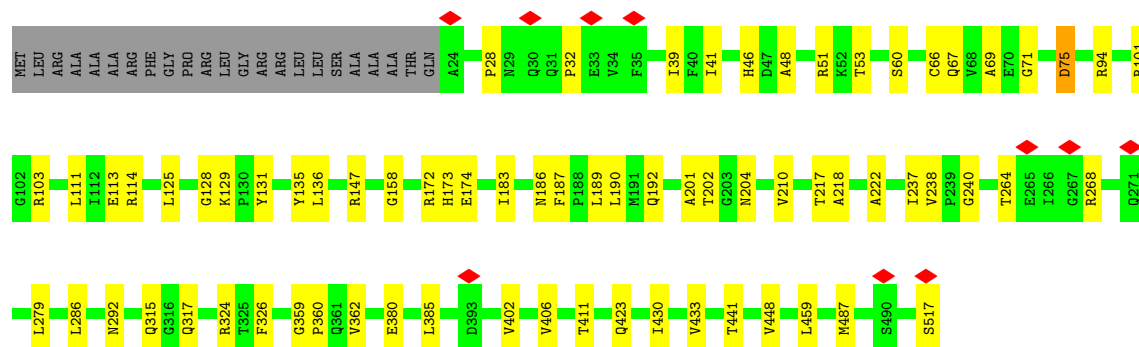 MET LEU ARG ALA ALA ALA ALA ARG PHE GLY PRO ARG LEU GLY ARG ARG LEU LEU SER ALA ALA ALA THR GLN A24 P28 N29 Q30 Q31 P32 E33 V34 F35 I39 F40 I41 H46 D47 A48 R51 K52 T53 S60 C66 Q67 V68 A69 E70 G71 D75 R94 R101
G102 R103 L111 I112 E113 R114 L125 G128 K129 P130 Y131 Y135 L136 R147 G158 R172 H173 E174 I183 N186 F187 P188 L189 L190 M191 Q192 A201 T202 G203 N204 V210 T217 A218 A222 I237 V238 P239 G240 T264 E265 I266 G267 R268 Q271
L279 L286 N292 Q315 G316 Q317 R324 T325 F326 G359 P360 Q361 V362 E380 L385 D393 V402 V406 T411 Q423 I430 V433 T441 V448 L459 M487 S490 S517